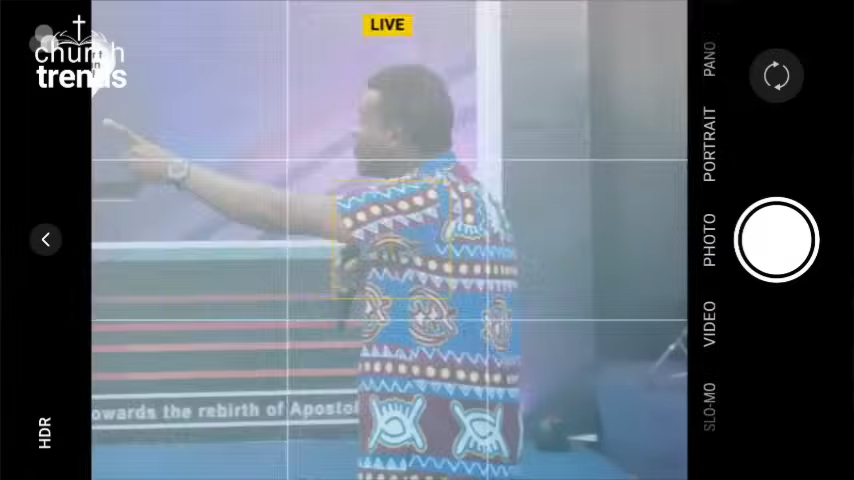 LIVE
church
trends
owards the rebirth of Apostol
PANO
PORTRAIT
PHOTO
VIDEO
SLO-MO
HDR